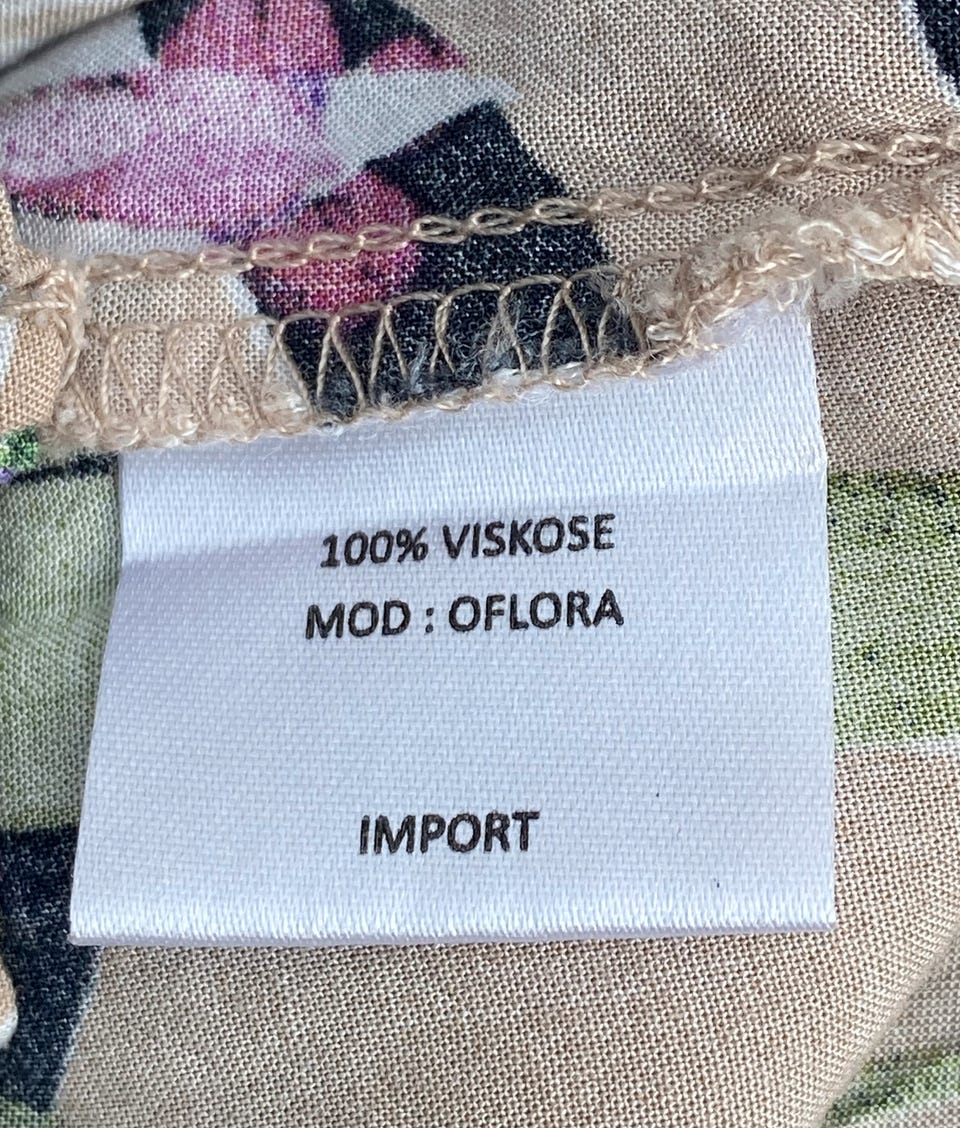 100% VISKOSE
MOD : OFLORA
IMPORT